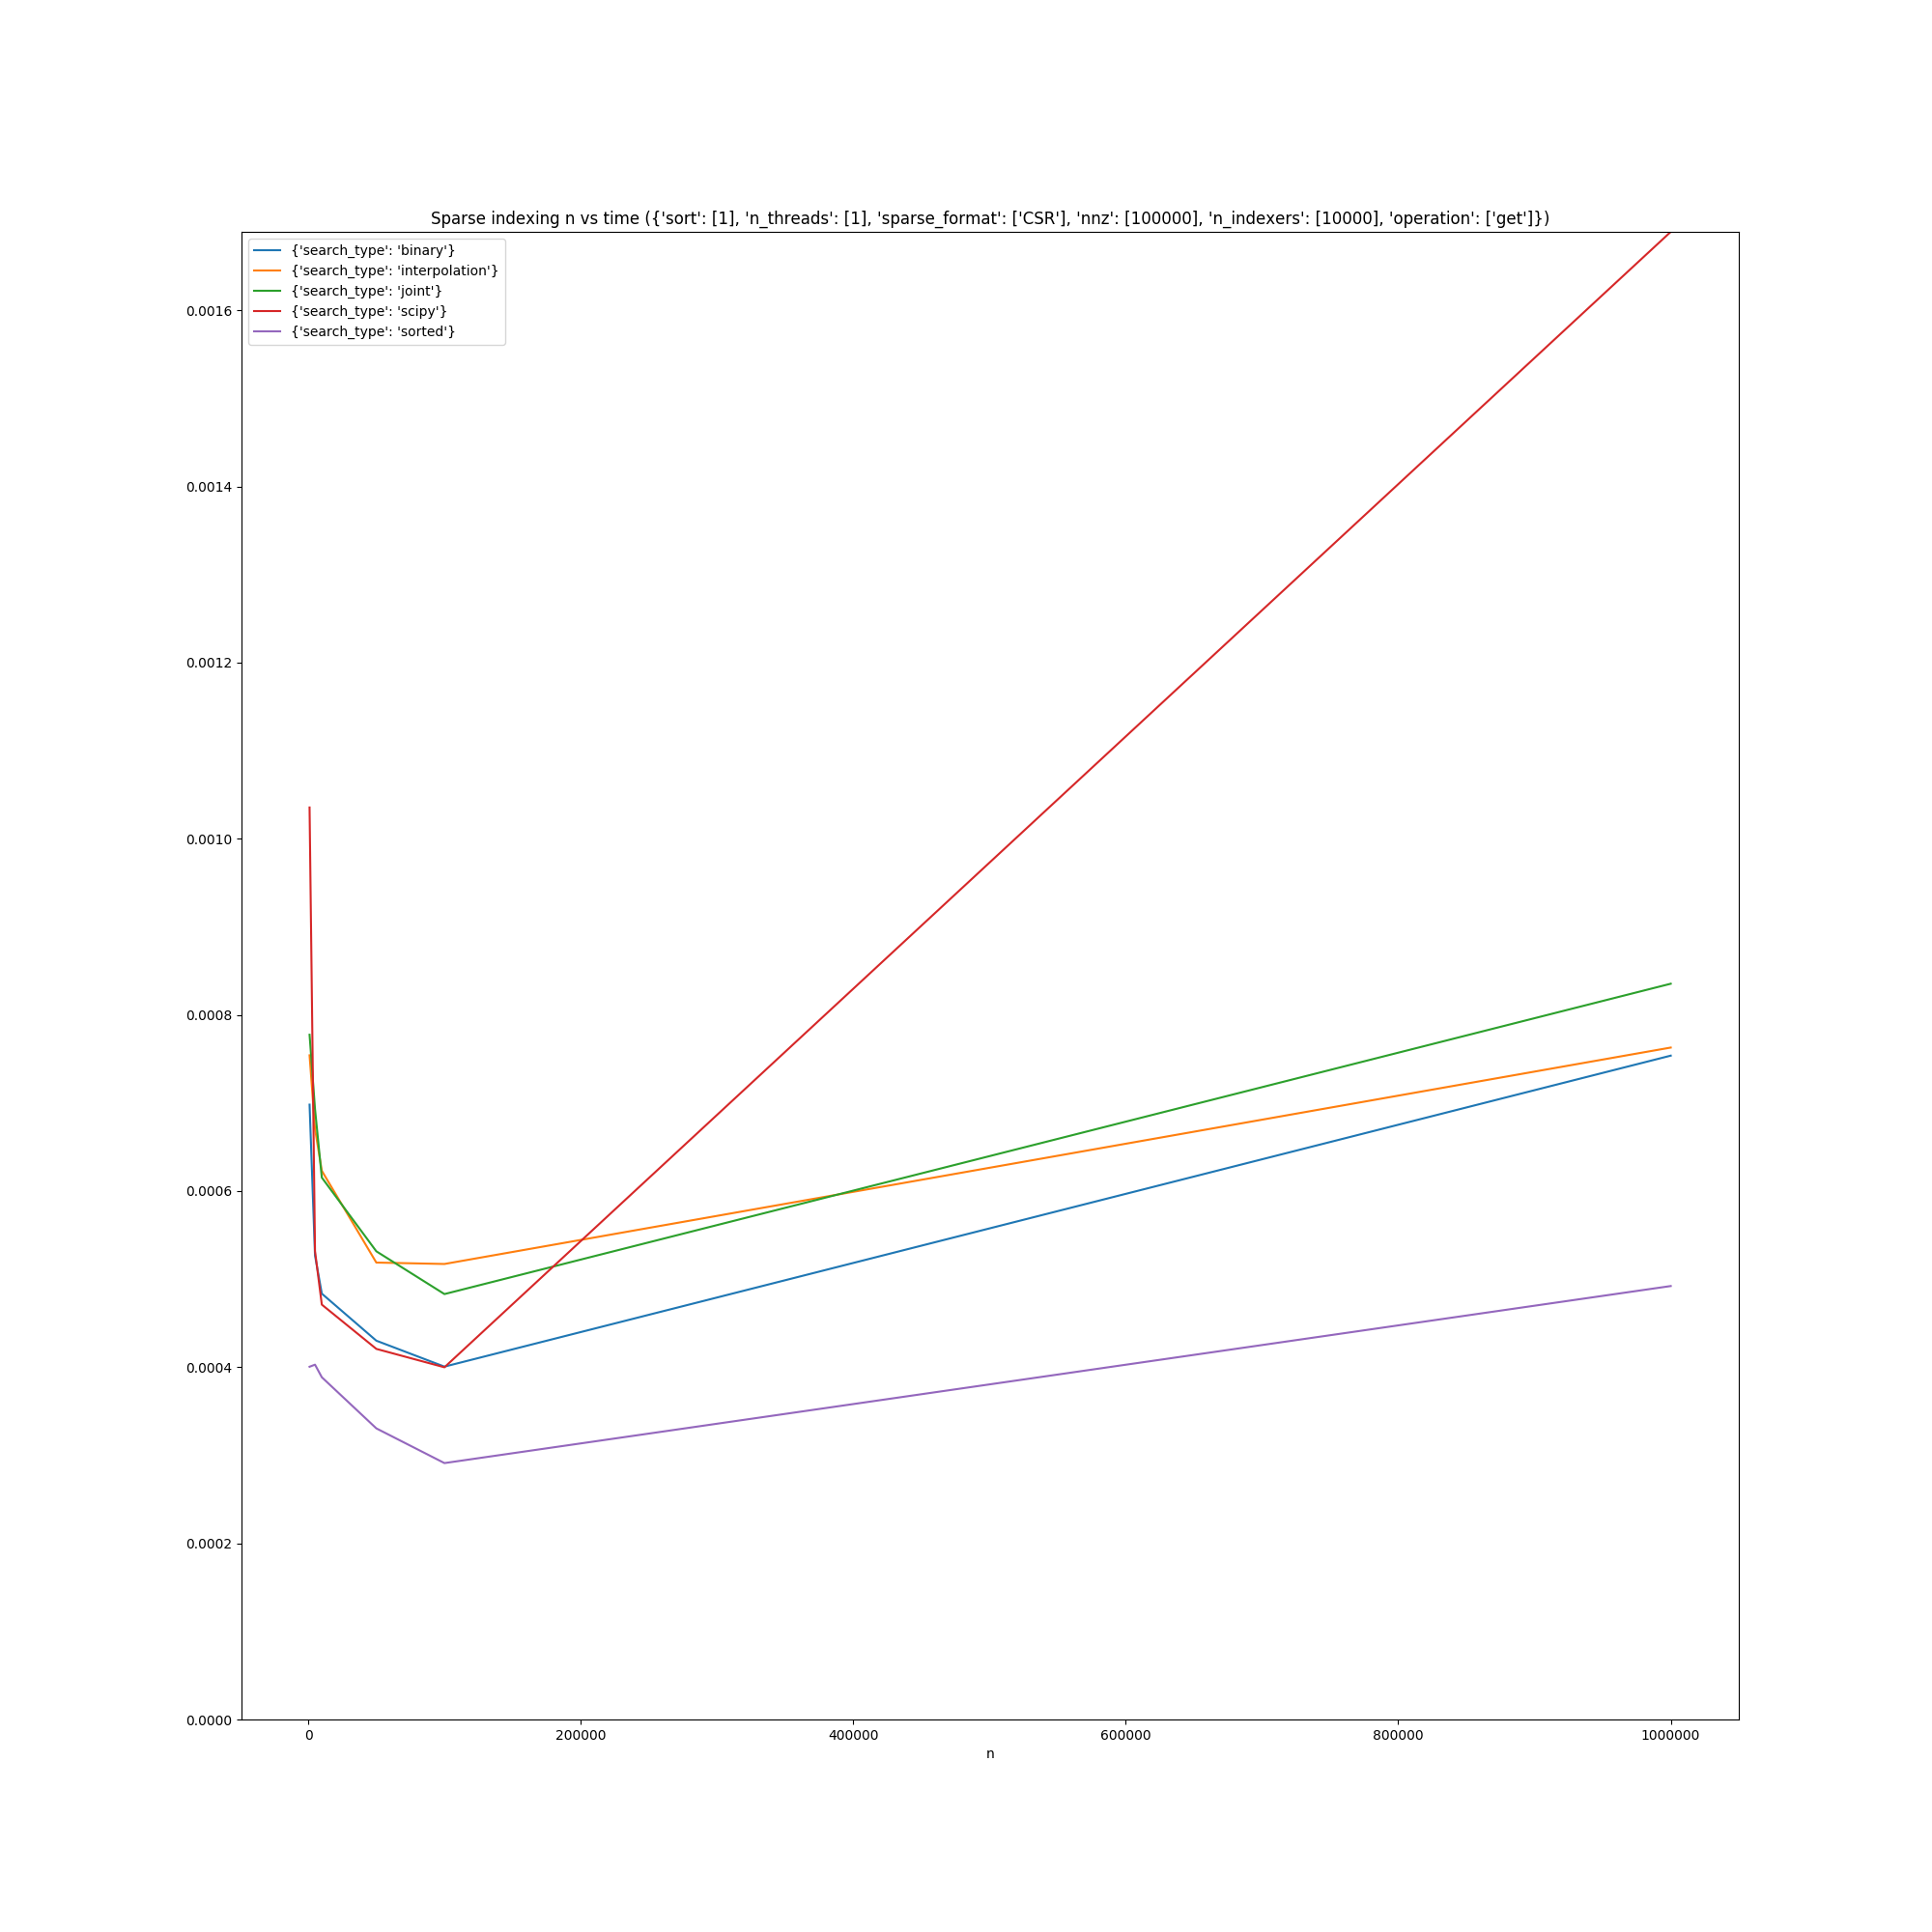 Sparse indexing n vs time ({'sort': [1], 'n_threads': [1], 'sparse_format': ['CSR'], 'nnz': [100000], 'n_indexers': [10000], 'operation': ['get']})
{'search_type': 'binary'}
{'search_type': 'interpolation'}
{'search_type': 'joint'}
{'search_type': 'scipy'}
{'search_type': 'sorted'}
0.0016
0.0014
0.0012
0.0010
0.0008
0.0006
0.0004
0.0002
0.0000
0 200000 400000 600000 800000 1000000
n